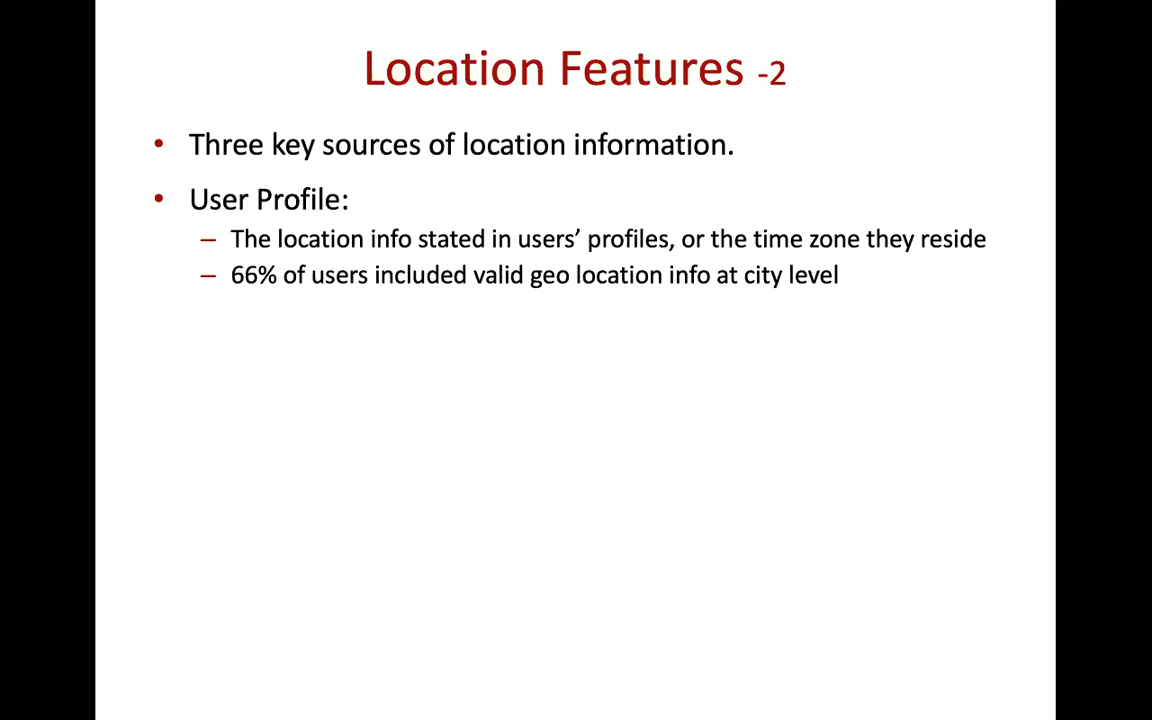 Location Features -2
• Three key sources of location information.
• User Profile:
– The location info stated in users’ profiles, or the time zone they reside
– 66% of users included valid geo location info at city level